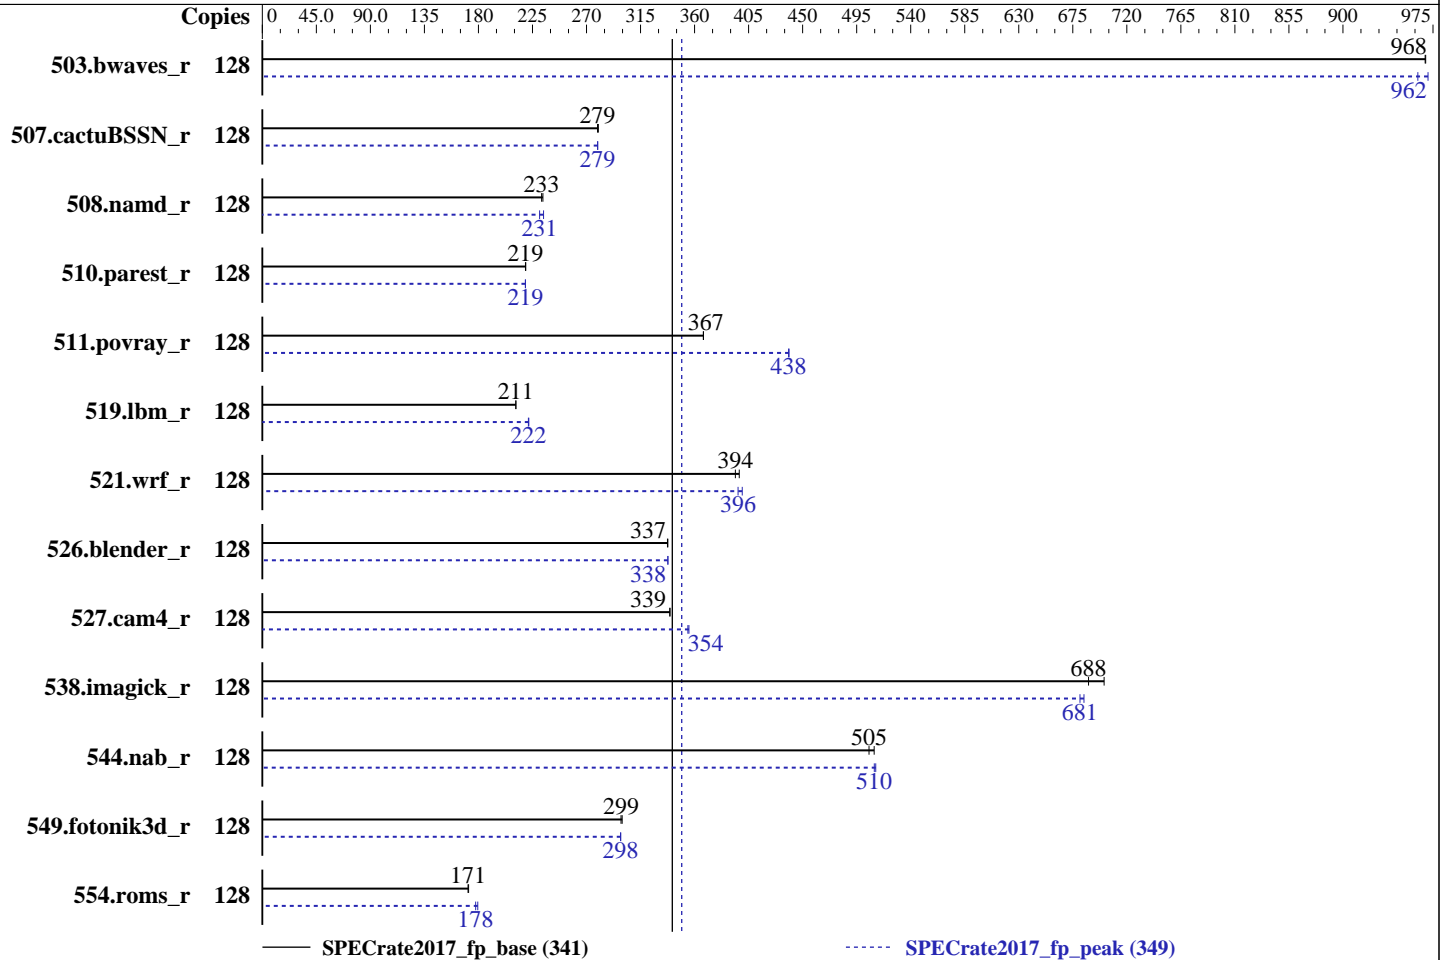 Copies 0 45.0 90.0 135 180 225 270 315 360 405 450 495 540 585 630 675 720 765 810 855 900 975
968
503.bwaves_r 128
962
279
507.cactuBSSN_r 128
279
233
508.namd_r 128
231
219
510.parest_r 128
219
367
511.povray_r 128
438
211
519.lbm_r 128
222
394
521.wrf_r 128
396
337
526.blender_r 128
338
339
527.cam4_r 128
354
688
538.imagick_r 128
681
505
544.nab_r 128
510
299
549.fotonik3d_r 128
298
171
554.roms_r 128
178
SPECrate2017_fp_base (341) SPECrate2017_fp_peak (349)